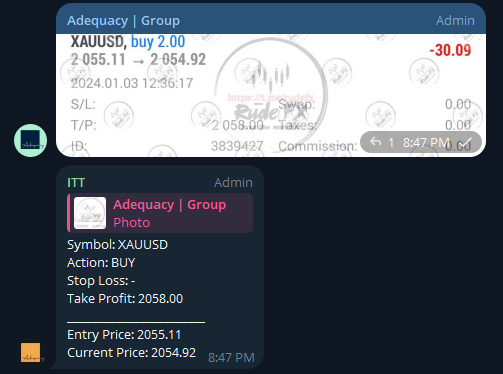 Adequacy | Group Admin
XAUUSD, buy 2.00
2 055.11 → 2 054.92 -30.09
2024.01.03 12:36:17
https://t.me/rudefx
S/L: Swap: 0.00
Rude FX
T/P: 2 058.00 Taxes: 0.00
ID: 3839427 Commission: 0.00
1 8:47 PM
ITT Admin
Adequacy | Group
Photo
Symbol: XAUUSD
Action: BUY
Stop Loss: -
Take Profit: 2058.00
Entry Price: 2055.11
Current Price: 2054.92 8:47 PM